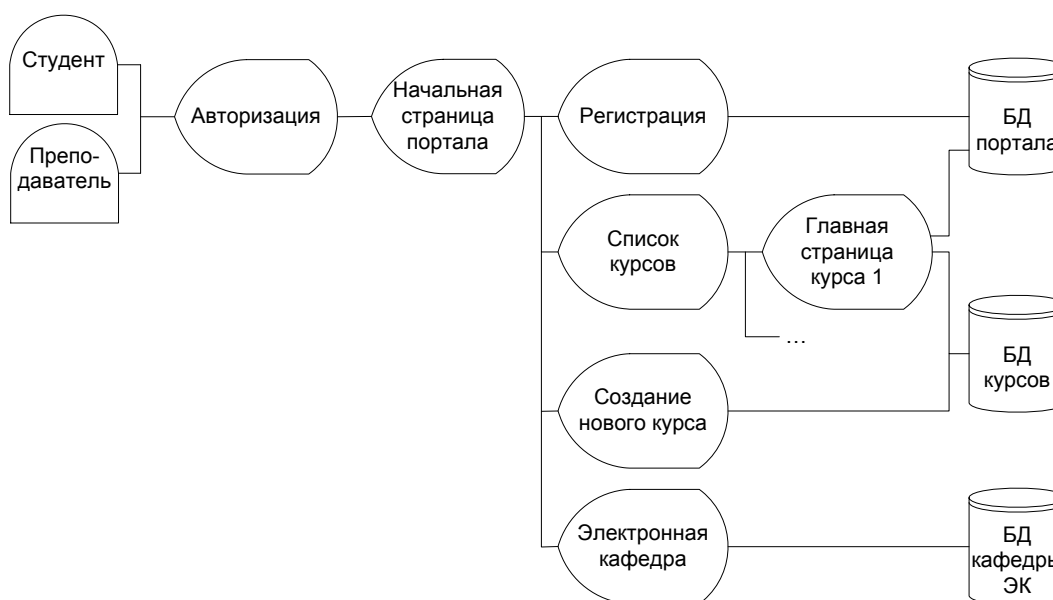 Студент
Препо-
даватель
Авторизация
Начальная
страница
портала
Регистрация
БД
портала
Список
курсов
Главная
страница
курса 1
...
БД
курсов
Создание
нового курса
Электронная
кафедра
БД
кафедры
ЭК